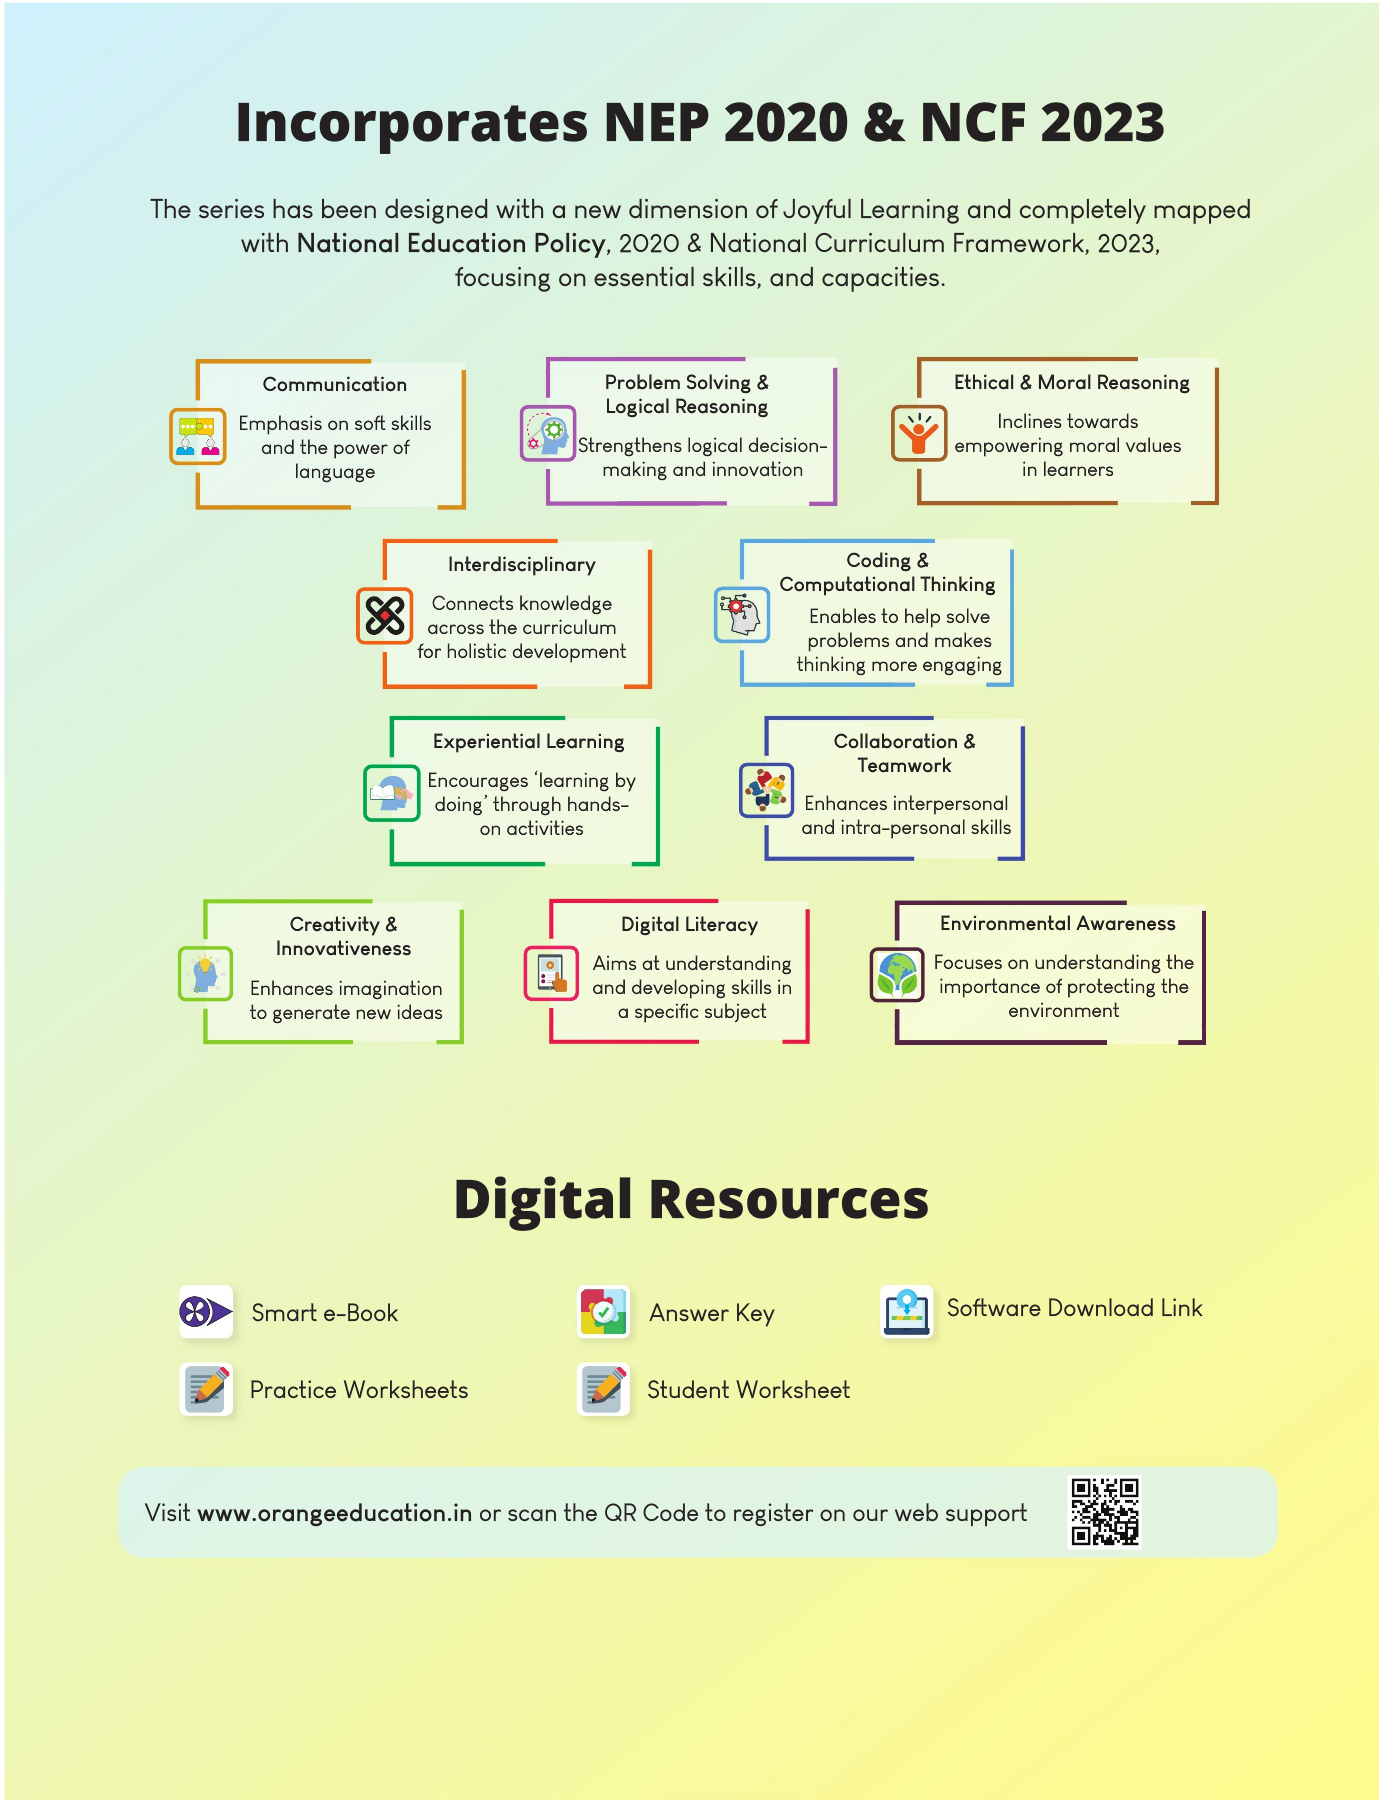 Incorporates NEP 2020 & NCF 2023
The series has been designed with a new dimension of Joyful Learning and completely mapped
with National Education Policy, 2020 & National Curriculum Framework, 2023,
focusing on essential skills, and capacities.
Communication
Emphasis on soft skills
and the power of
language
Problem Solving &
Logical Reasoning
Strengthens logical decision-
making and innovation
Ethical & Moral Reasoning
Inclines towards
empowering moral values
in learners
Interdisciplinary
Connects knowledge
across the curriculum
for holistic development
Coding &
Computational Thinking
Enables to help solve
problems and makes
thinking more engaging
Experiential Learning
Encourages ‘learning by
doing’ through hands-
on activities
Collaboration &
Teamwork
Enhances interpersonal
and intra-personal skills
Creativity &
Innovativeness
Enhances imagination
to generate new ideas
Digital Literacy
Aims at understanding
and developing skills in
a specific subject
Environmental Awareness
Focuses on understanding the
importance of protecting the
environment
Digital Resources
Smart e-Book
Answer Key
Software Download Link
Practice Worksheets
Student Worksheet
Visit www.orangeeducation.in or scan the QR Code to register on our web support